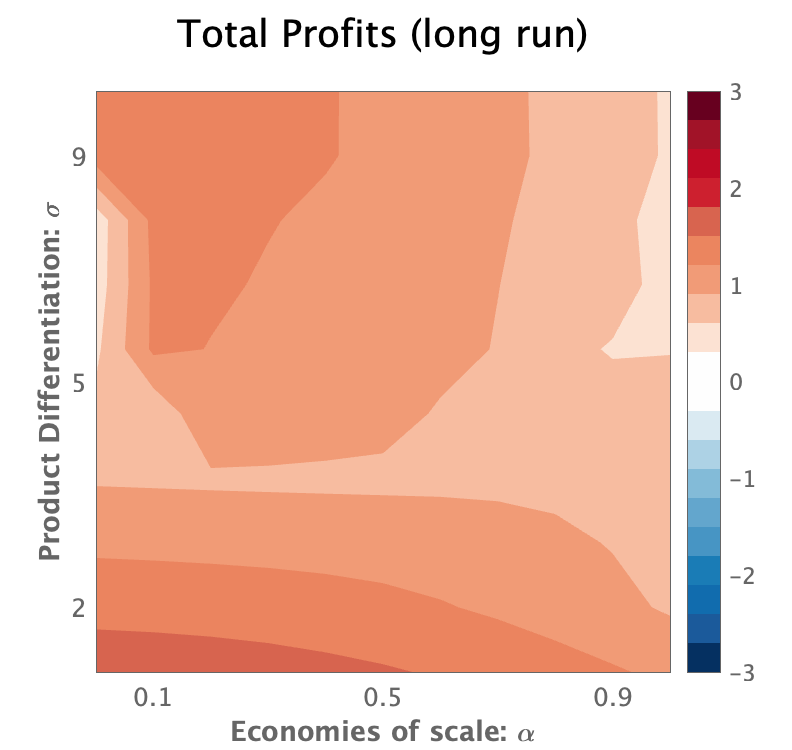 Total Profits (long run)
Product Differentiation: σ
9
5
2
0.1 0.5 0.9
Economies of scale: α
3
2
1
0
−1
−2
−3